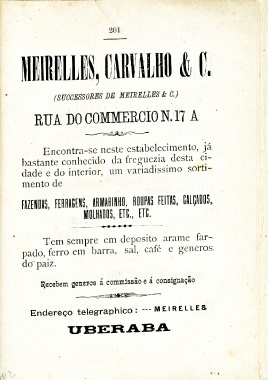 201
MEIRELLES, CARVALHO & C.
(SUCCESSORES DE MEIRELLES & C.)
RUA DO COMMERCIO N. 17 A
Encontra-se neste estabelecimento, já
bastante conhecido da freguezia desta ci-
dade e do interior, um variadissimo sorti-
mento de
FAZENDAS, FERRAGENS, ARMARINHO, ROUPAS FEITAS, CALÇADOS,
MOLHADOS, ETC., ETC.
Tem sempre em deposito arame far-
pado, ferro em barra, sal, café e generos
do paiz.
Recebem generos á commissão e á consignação
Endereço telegraphico: --- MEIRELLES
UBERABA